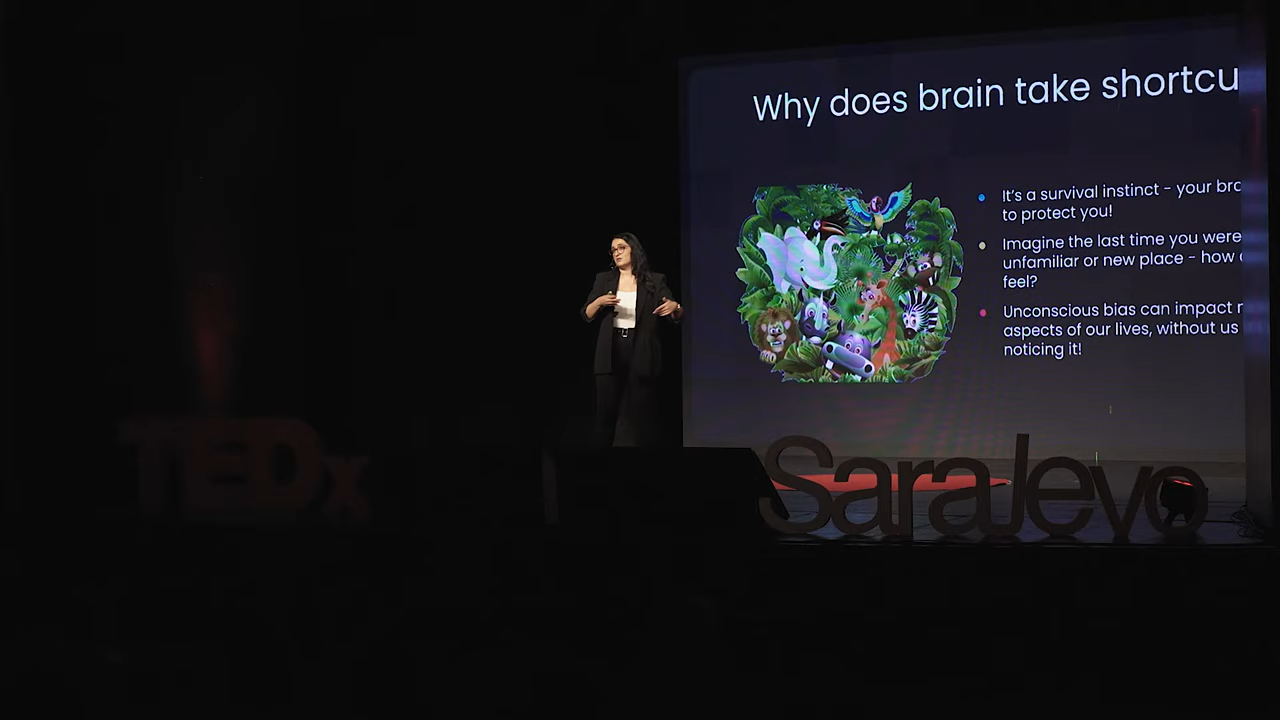 Why does brain take shortcu
It's a survival instinct - your bra
to protect you!
Imagine the last time you were
unfamiliar or new place - how
feel?
Unconscious bias can impact
aspects of our lives, without us
noticing it!
TEDx
Sarajevo